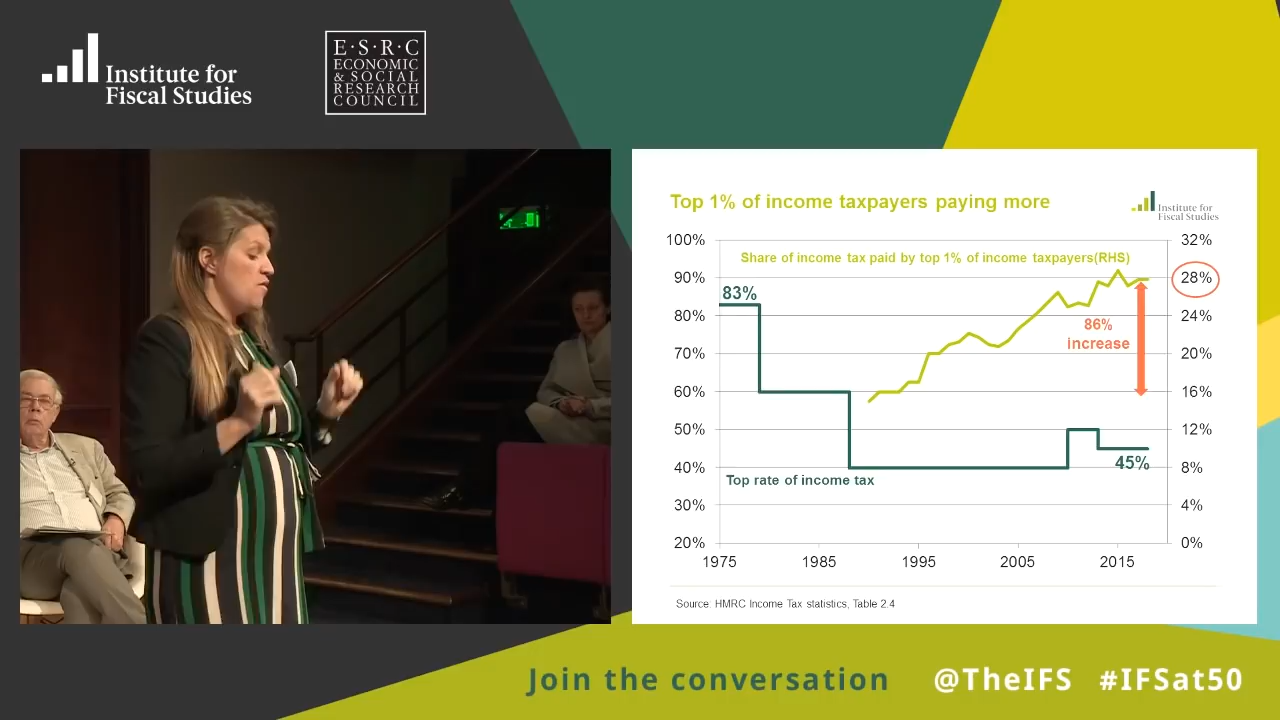 Institute for
Fiscal Studies
E·S·R·C
ECONOMIC
& SOCIAL
RESEARCH
COUNCIL
Top 1% of income taxpayers paying more
Institute for
Fiscal Studies
100%
90%
80%
70%
60%
50%
40%
30%
20%
32%
28%
24%
20%
16%
12%
8%
4%
0%
Share of income tax paid by top 1% of income taxpayers(RHS)
83%
86%
increase
45%
Top rate of income tax
1975
1985
1995
2005
2015
Source: HMRC Income Tax statistics, Table 2.4
Join the conversation @TheIFS #IFSat50